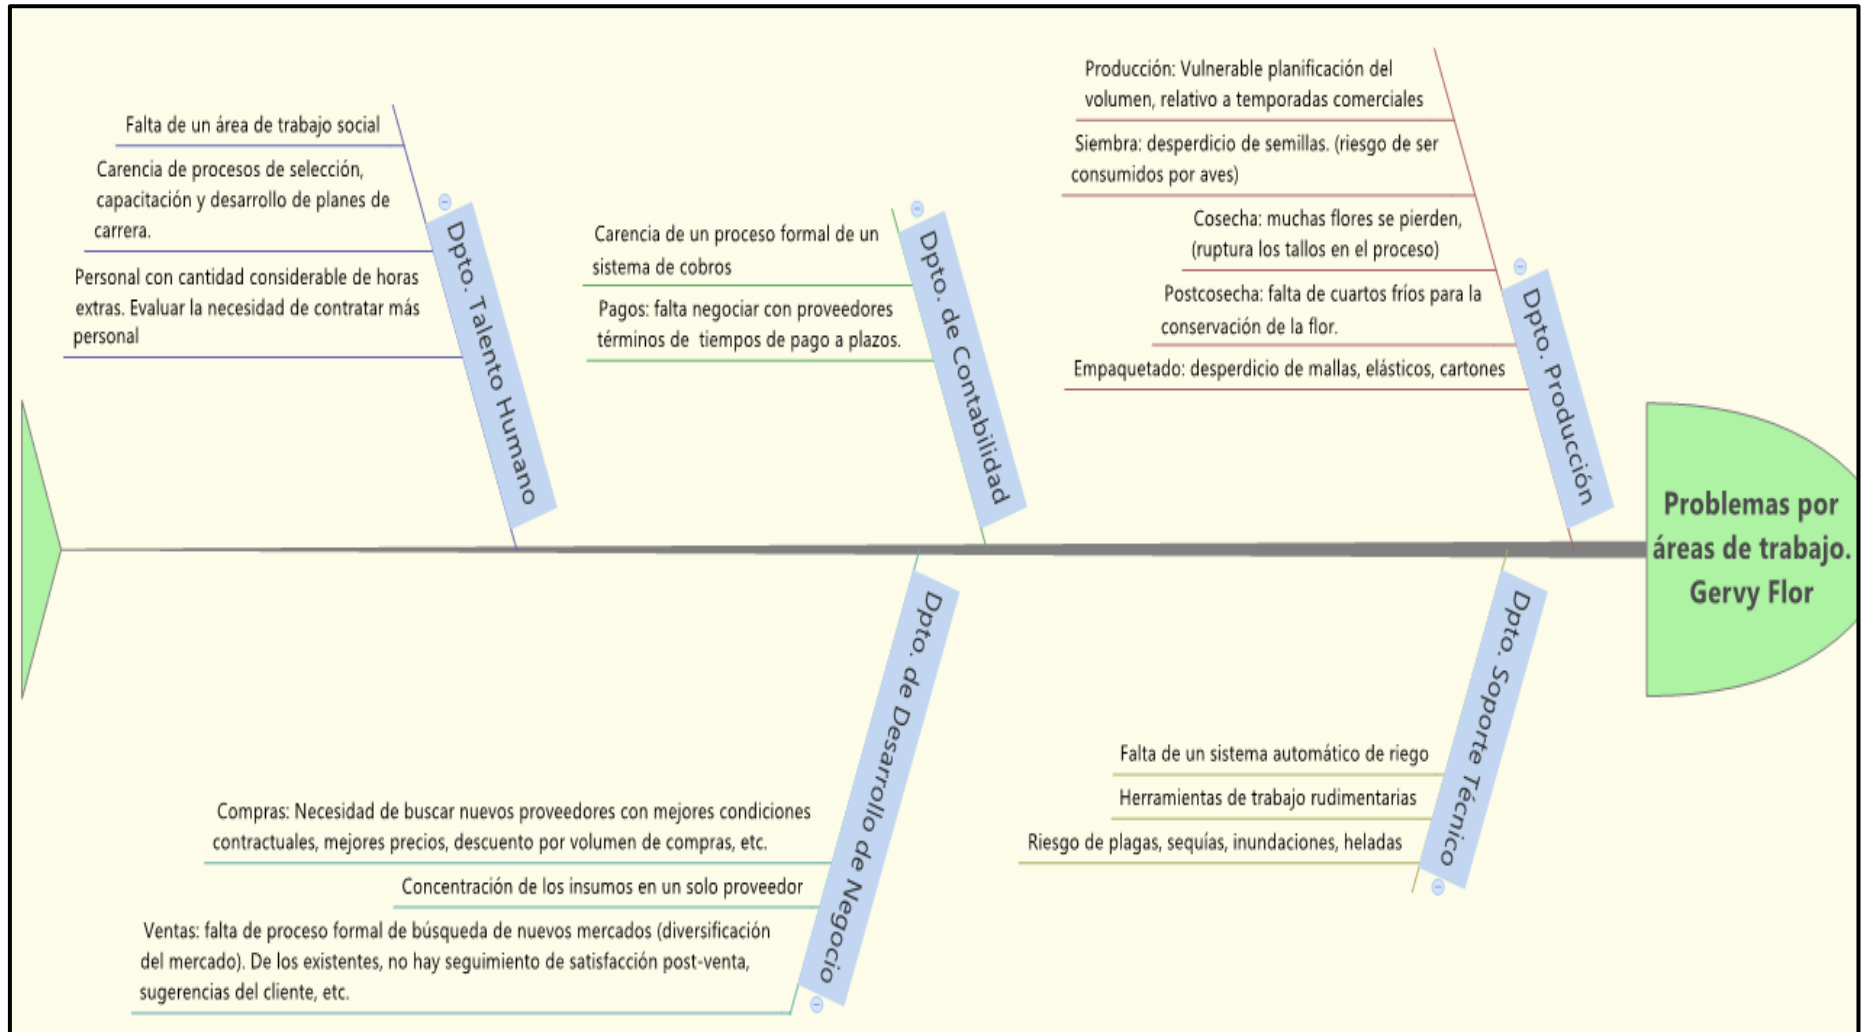 Falta de un área de trabajo social
Carencia de procesos de selección,
capacitación y desarrollo de planes de
carrera.
Personal con cantidad considerable de horas
extras. Evaluar la necesidad de contratar más
personal
Dpto. Talento Humano
Carencia de un proceso formal de un
sistema de cobros
Pagos: falta negociar con proveedores
términos de tiempos de pago a plazos.
Dpto. de Contabilidad
Producción: Vulnerable planificación del
volumen, relativo a temporadas comerciales
Siembra: desperdicio de semillas. (riesgo de ser
consumidos por aves)
Cosecha: muchas flores se pierden,
(ruptura los tallos en el proceso)
Postcosecha: falta de cuartos fríos para la
conservación de la flor.
Empaquetado: desperdicio de mallas, elásticos, cartones
Dpto. Producción
Problemas por
áreas de trabajo.
Gervy Flor
Compras: Necesidad de buscar nuevos proveedores con mejores condiciones
contractuales, mejores precios, descuento por volumen de compras, etc.
Concentración de los insumos en un solo proveedor
Ventas: falta de proceso formal de búsqueda de nuevos mercados (diversificación
del mercado). De los existentes, no hay seguimiento de satisfacción post-venta,
sugerencias del cliente, etc.
Dpto. de Desarrollo de Negocio
Falta de un sistema automático de riego
Herramientas de trabajo rudimentarias
Riesgo de plagas, sequías, inundaciones, heladas
Dpto. Soporte Técnico